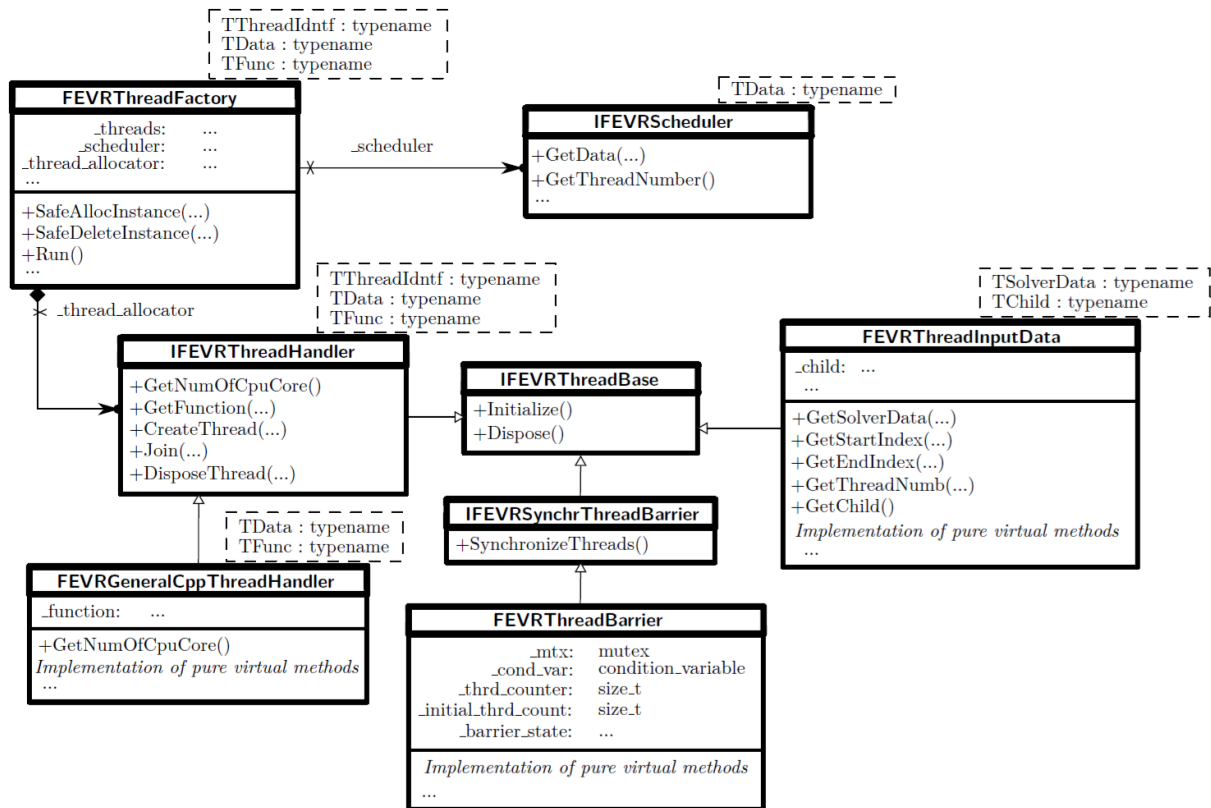 TThreadIdntf : typename
TData : typename
TFunc : typename
FEVRThreadFactory
_threads: ...
_scheduler: ...
_thread_allocator: ...
...
+SafeAllocInstance(...)
+SafeDeleteInstance(...)
+Run()
...
_scheduler
TData : typename
IFEVRScheduler
+GetData(...)
+GetThreadNumber()
...
_thread_allocator
TThreadIdntf : typename
TData : typename
TFunc : typename
IFEVRThreadHandler
+GetNumOfCpuCore()
+GetFunction(...)
+CreateThread(...)
+Join(...)
+DisposeThread(...)
IFEVRThreadBase
+Initialize()
+Dispose()
TSolverData : typename
TChild : typename
FEVRThreadInputData
_child: ...
...
+GetSolverData(...)
+GetStartIndex(...)
+GetEndIndex(...)
+GetThreadNumb(...)
+GetChild()
Implementation of pure virtual methods
...
IFEVRSynchrThreadBarrier
+SynchronizeThreads()
TData : typename
TFunc : typename
FEVRGeneralCppThreadHandler
_function: ...
+GetNumOfCpuCore()
Implementation of pure virtual methods
...
FEVRThreadBarrier
_mtx: mutex
_cond_var: condition_variable
_thrd_counter: size_t
_initial_thrd_count: size_t
_barrier_state: ...
Implementation of pure virtual methods
...